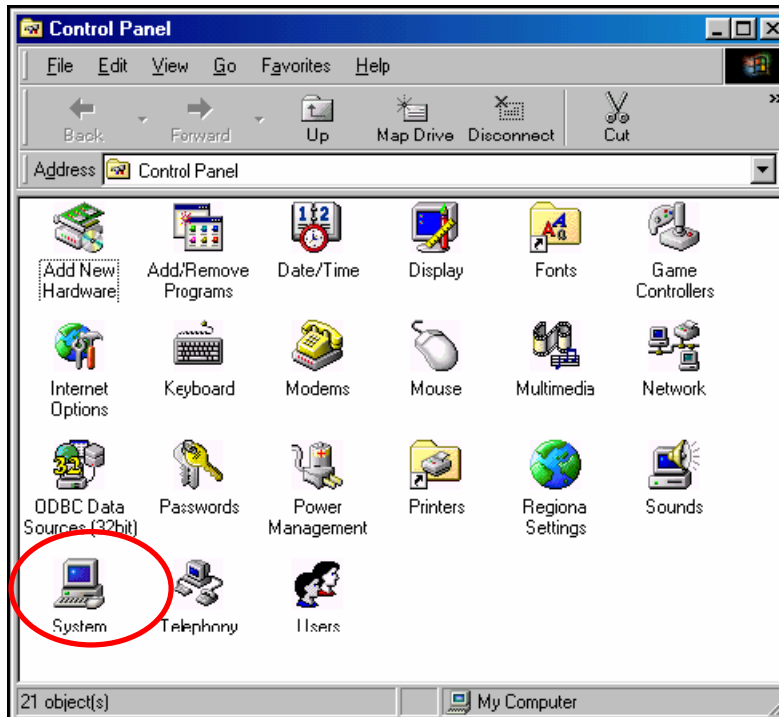 Control Panel
File Edit View Go Favorites Help
Back Forward Up Map Drive Disconnect Cut
Address Control Panel
Add New Hardware
Add/Remove Programs
Date/Time
Display
Fonts
Game Controllers
Internet Options
Keyboard
Modems
Mouse
Multimedia
Network
ODBC Data Sources (32bit)
Passwords
Power Management
Printers
Regiona Settings
Sounds
System
Telephony
Users
21 object(s) My Computer